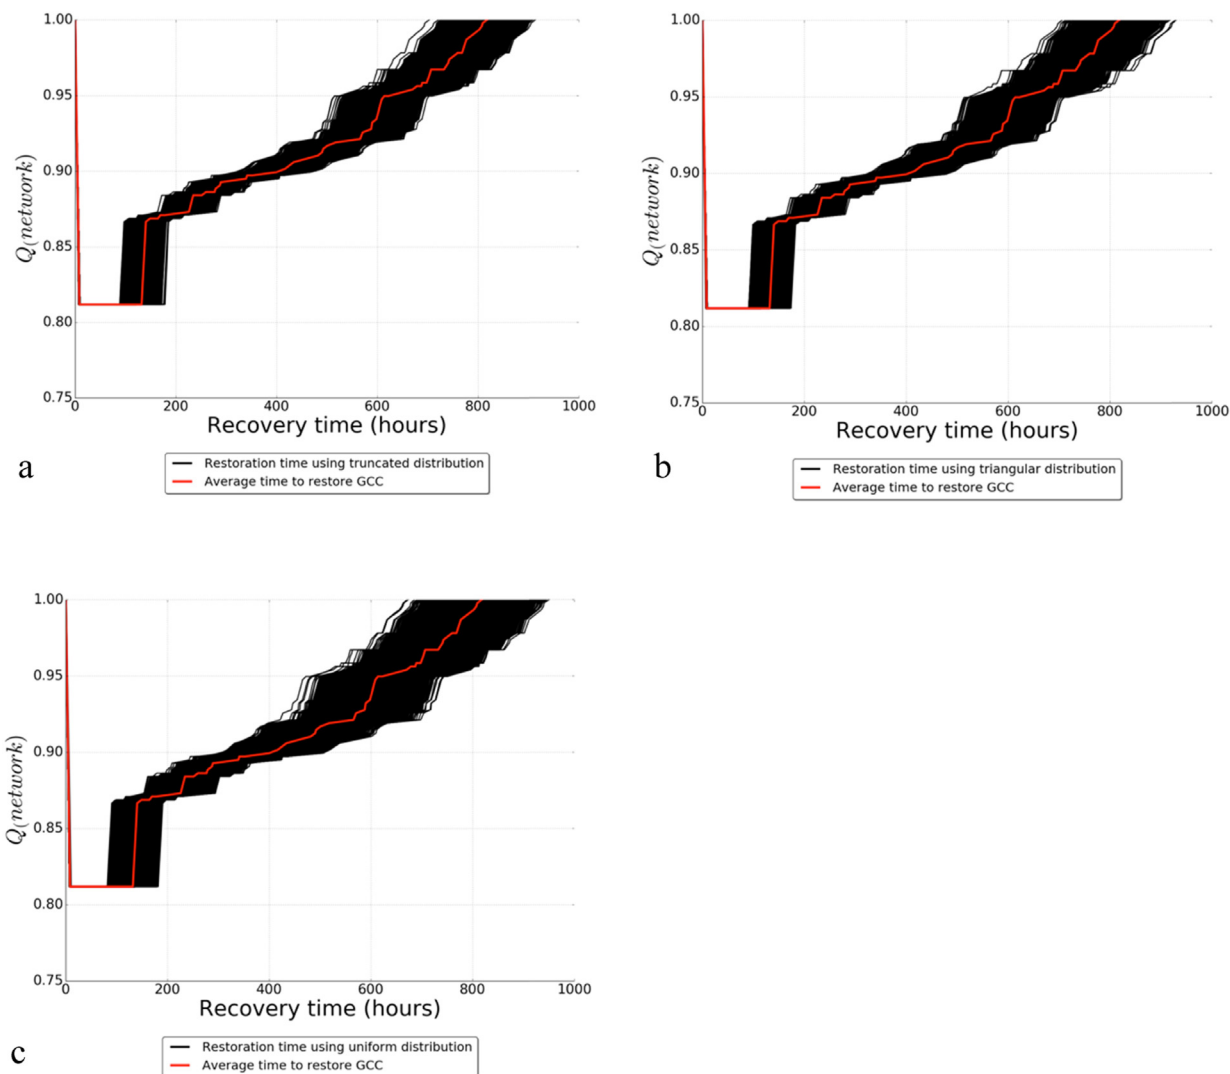 1.00
0.95
0.90
0.85
0.80
0.75
Q(network)
0 200 400 600 800 1000
Recovery time (hours)
a
Restoration time using truncated distribution
Average time to restore GCC
1.00
0.95
0.90
0.85
0.80
0.75
Q(network)
0 200 400 600 800 1000
Recovery time (hours)
b
Restoration time using triangular distribution
Average time to restore GCC
1.00
0.95
0.90
0.85
0.80
0.75
Q(network)
0 200 400 600 800 1000
Recovery time (hours)
c
Restoration time using uniform distribution
Average time to restore GCC